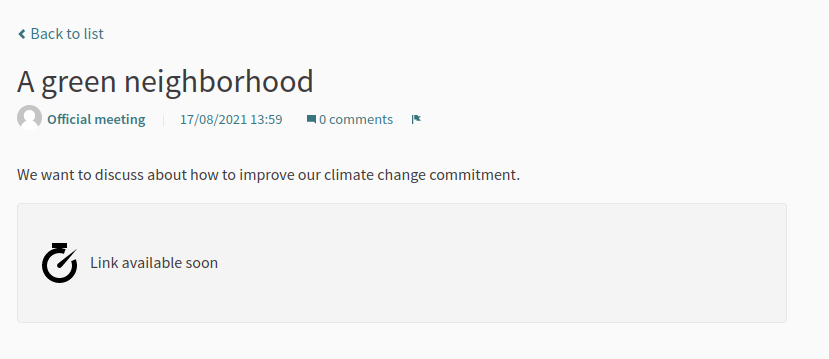 Back to list
A green neighborhood
Official meeting 17/08/2021 13:59 0 comments
We want to discuss about how to improve our climate change commitment.
Link available soon